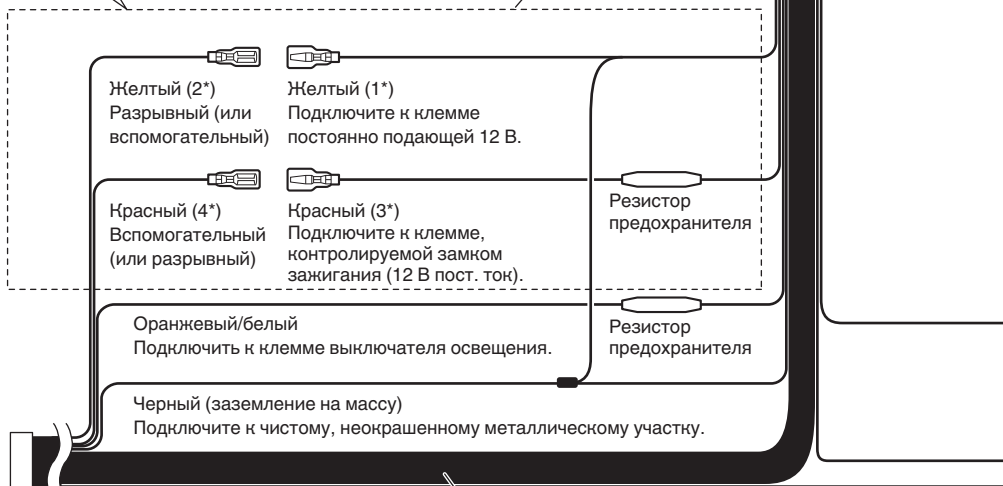 Желтый (2*)
Разрывный (или
вспомогательный)
Желтый (1*)
Подключите к клемме
постоянно подающей 12 В.
Красный (4*)
Вспомогательный
(или разрывный)
Красный (3*)
Подключите к клемме,
контролируемой замком
зажигания (12 В пост. ток).
Резистор
предохранителя
Оранжевый/белый
Подключить к клемме выключателя освещения.
Резистор
предохранителя
Черный (заземление на массу)
Подключите к чистому, неокрашенному металлическому участку.